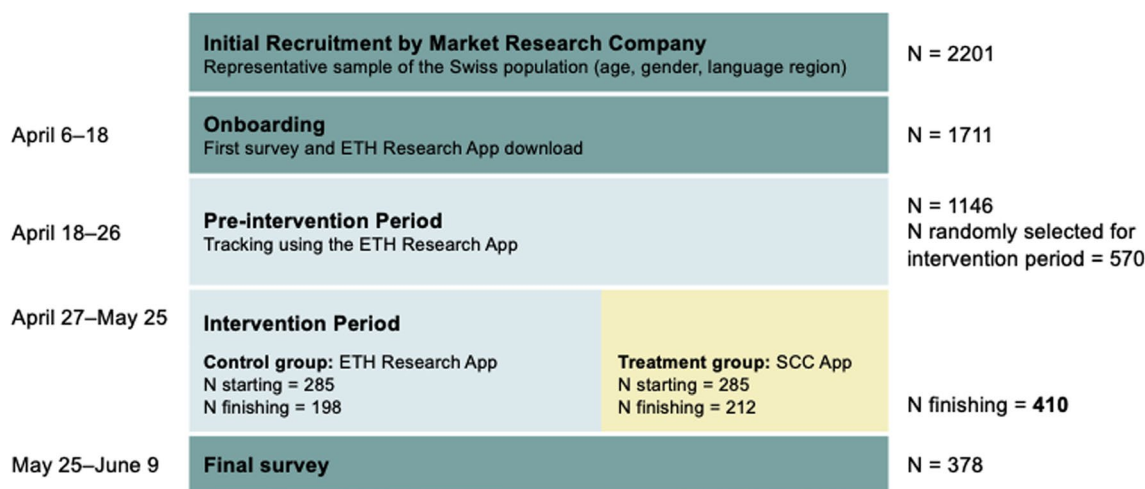 Initial Recruitment by Market Research Company
Representative sample of the Swiss population (age, gender, language region)
N = 2201
April 6–18
Onboarding
First survey and ETH Research App download
N = 1711
April 18–26
Pre-intervention Period
Tracking using the ETH Research App
N = 1146
N randomly selected for
intervention period = 570
April 27–May 25
Intervention Period
Control group: ETH Research App
N starting = 285
N finishing = 198
Treatment group: SCC App
N starting = 285
N finishing = 212
N finishing = 410
May 25–June 9
Final survey
N = 378